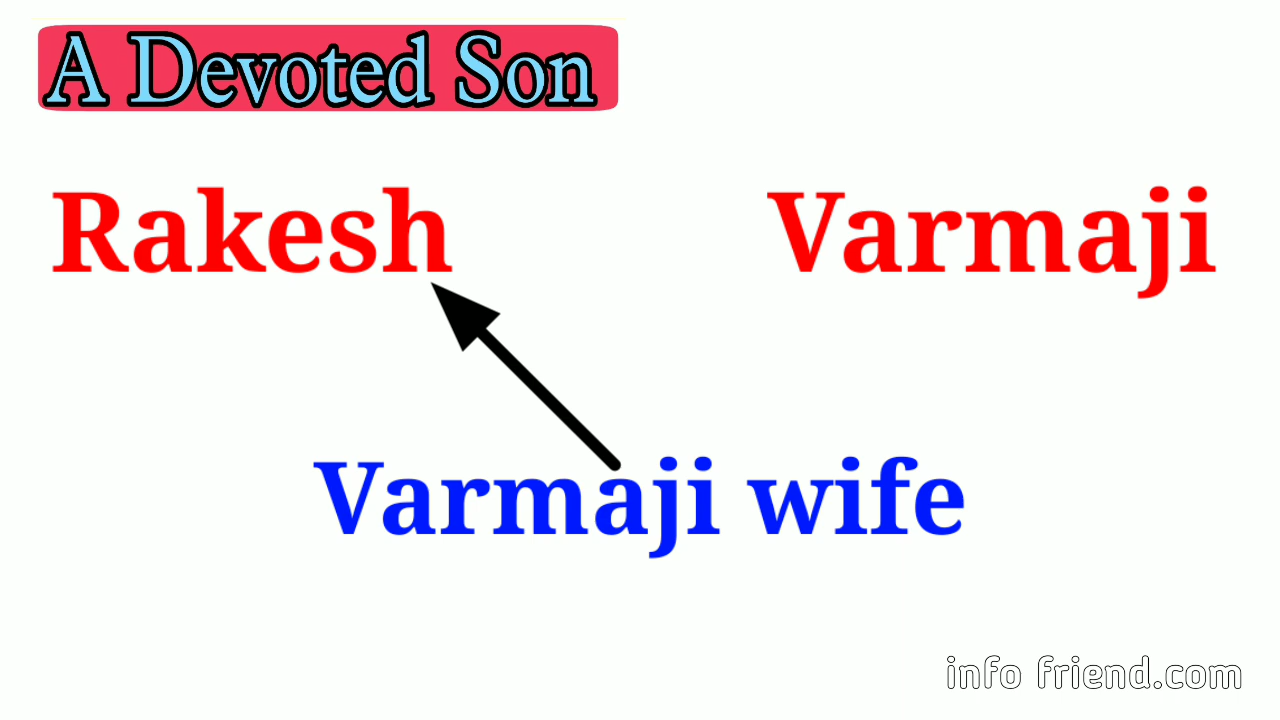 A Devoted Son
Rakesh Varmaji
Varmaji wife
info friend.com